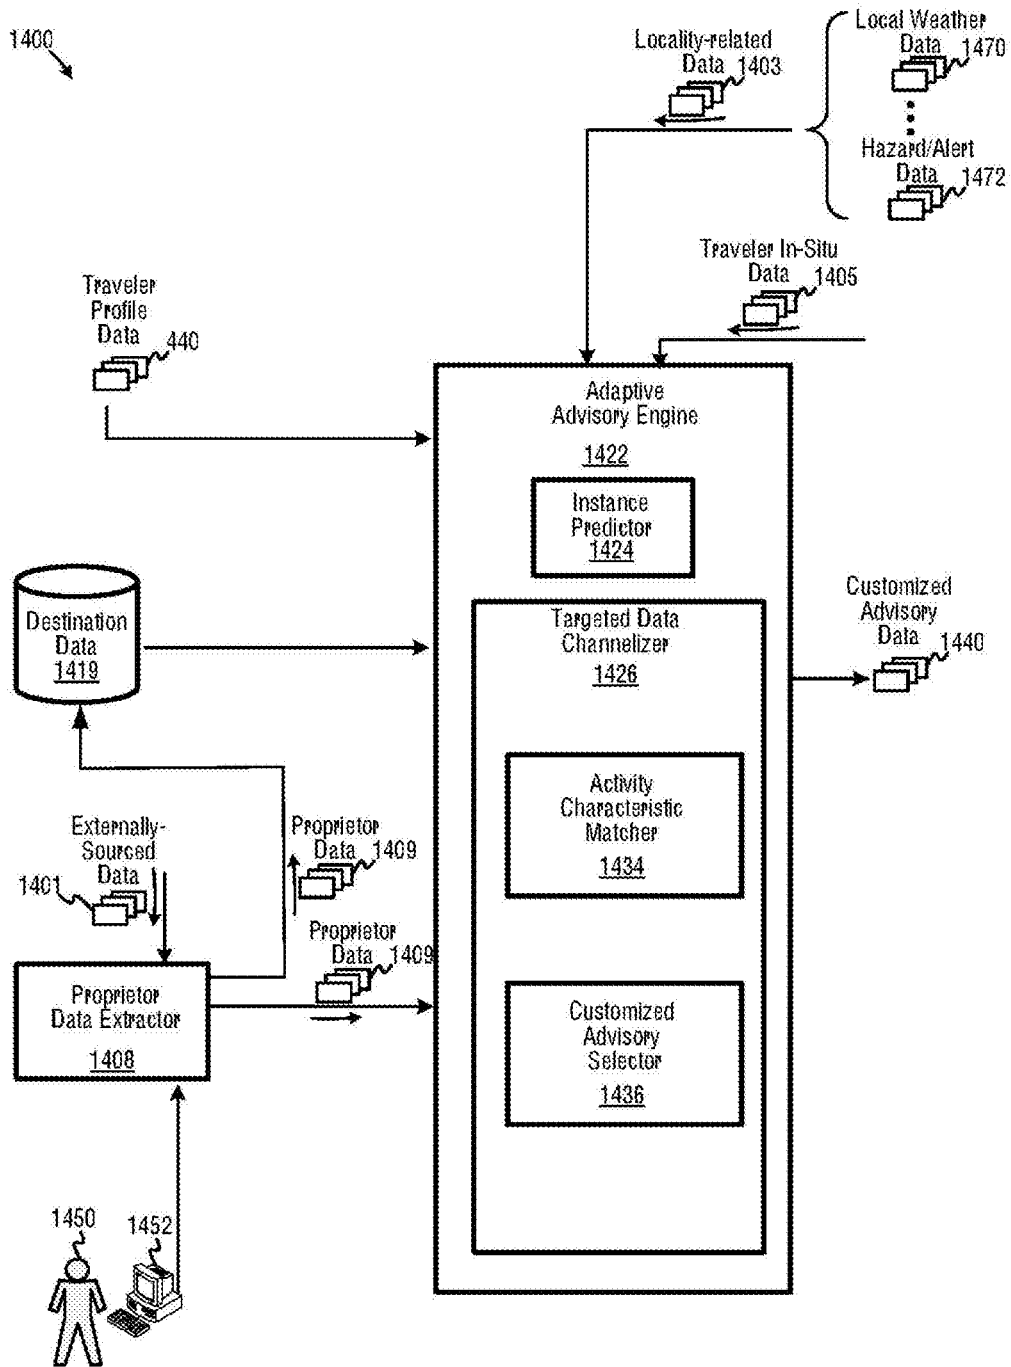 1400
Locality-related
Data
1403
Local Weather
Data
1470
Hazard/Alert
Data
1472
Traveler In-Situ
Data
1405
Traveler
Profile
Data
440
Adaptive
Advisory Engine
1422
Instance
Predictor
1424
Destination
Data
1419
Targeted Data
Channelizer
1426
Customized
Advisory
Data
1440
Activity
Characteristic
Matcher
1434
Externally-
Sourced
Data
1401
Proprietor
Data
1409
Proprietor
Data
1409
Proprietor
Data Extractor
1408
Customized
Advisory
Selector
1436
1450
1452